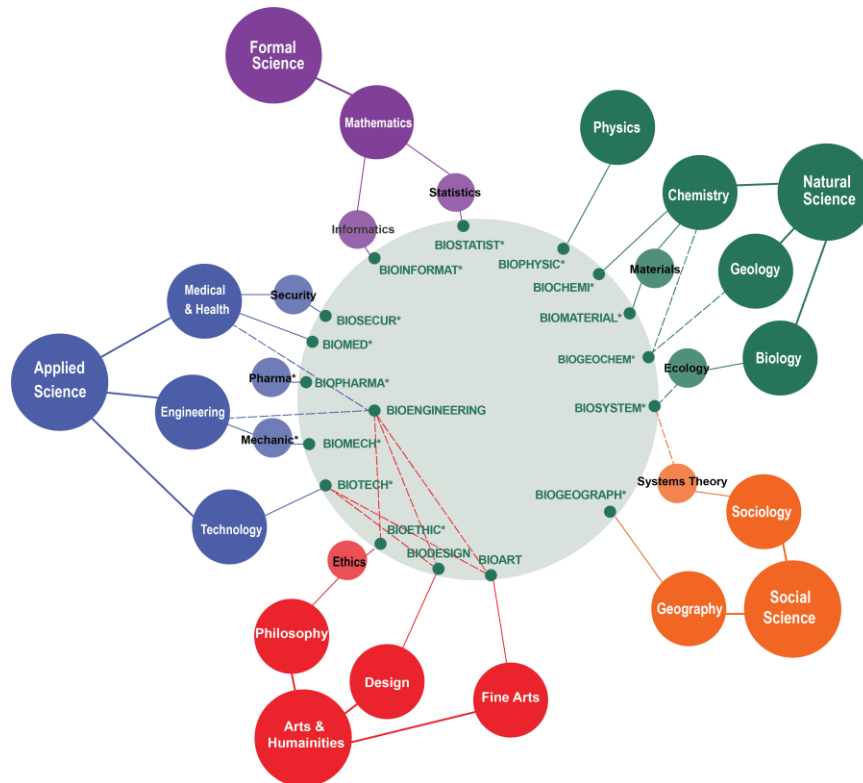 Formal
Science
Mathematics
Physics
Statistics
Chemistry
Natural
Science
Informatics
BIOSTATIST*
BIOPHYSIC*
BIOINFORMAT*
BIOCHEMI*
Materials
Geology
Medical
& Health
Security
BIOSECUR*
BIOMATERIAL*
BIOMED*
BIOGEOCHEM*
Biology
Applied
Science
Pharma*
BIOPHARMA*
Ecology
Engineering
BIOENGINEERING
BIOSYSTEM*
Mechanic*
BIOMECH*
BIOTECH*
Systems Theory
BIOGEOGRAPH*
Sociology
Technology
BIOETHIC*
BIODESIGN
BIOART
Ethics
Geography
Social
Science
Philosophy
Design
Fine Arts
Arts &
Humainities